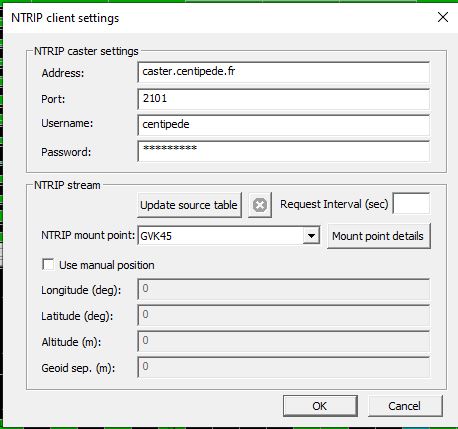 NTRIP client settings
NTRIP caster settings
Address: caster.centipede.fr
Port: 2101
Username: centipede
Password: *********
NTRIP stream
Update source table Request Interval (sec)
NTRIP mount point: GVK45 Mount point details
Use manual position
Longitude (deg): 0
Latitude (deg): 0
Altitude (m): 0
Geoid sep. (m): 0
OK Cancel